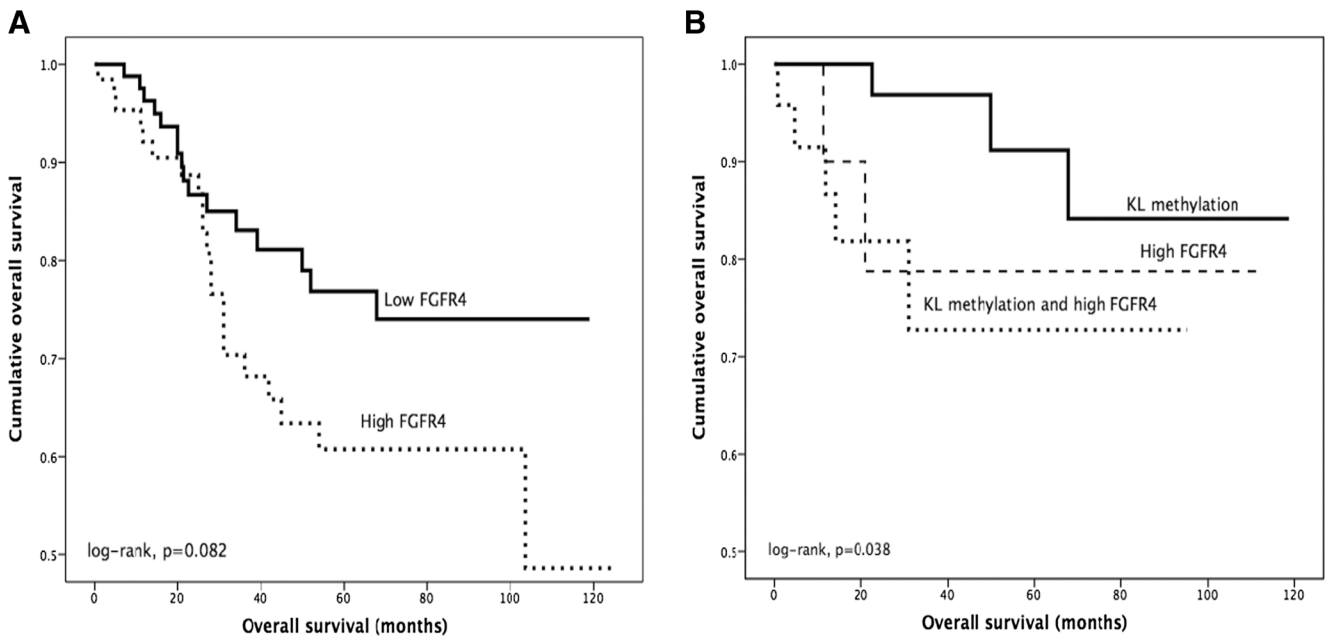 A
Cumulative overall survival
1.0
0.9
0.8
0.7
0.6
0.5
Low FGFR4
High FGFR4
log-rank, p=0.082
0 20 40 60 80 100 120
Overall survival (months)
B
Cumulative overall survival
1.0
0.9
0.8
0.7
0.6
0.5
KL methylation
High FGFR4
KL methylation and high FGFR4
log-rank, p=0.038
0 20 40 60 80 100 120
Overall survival (months)